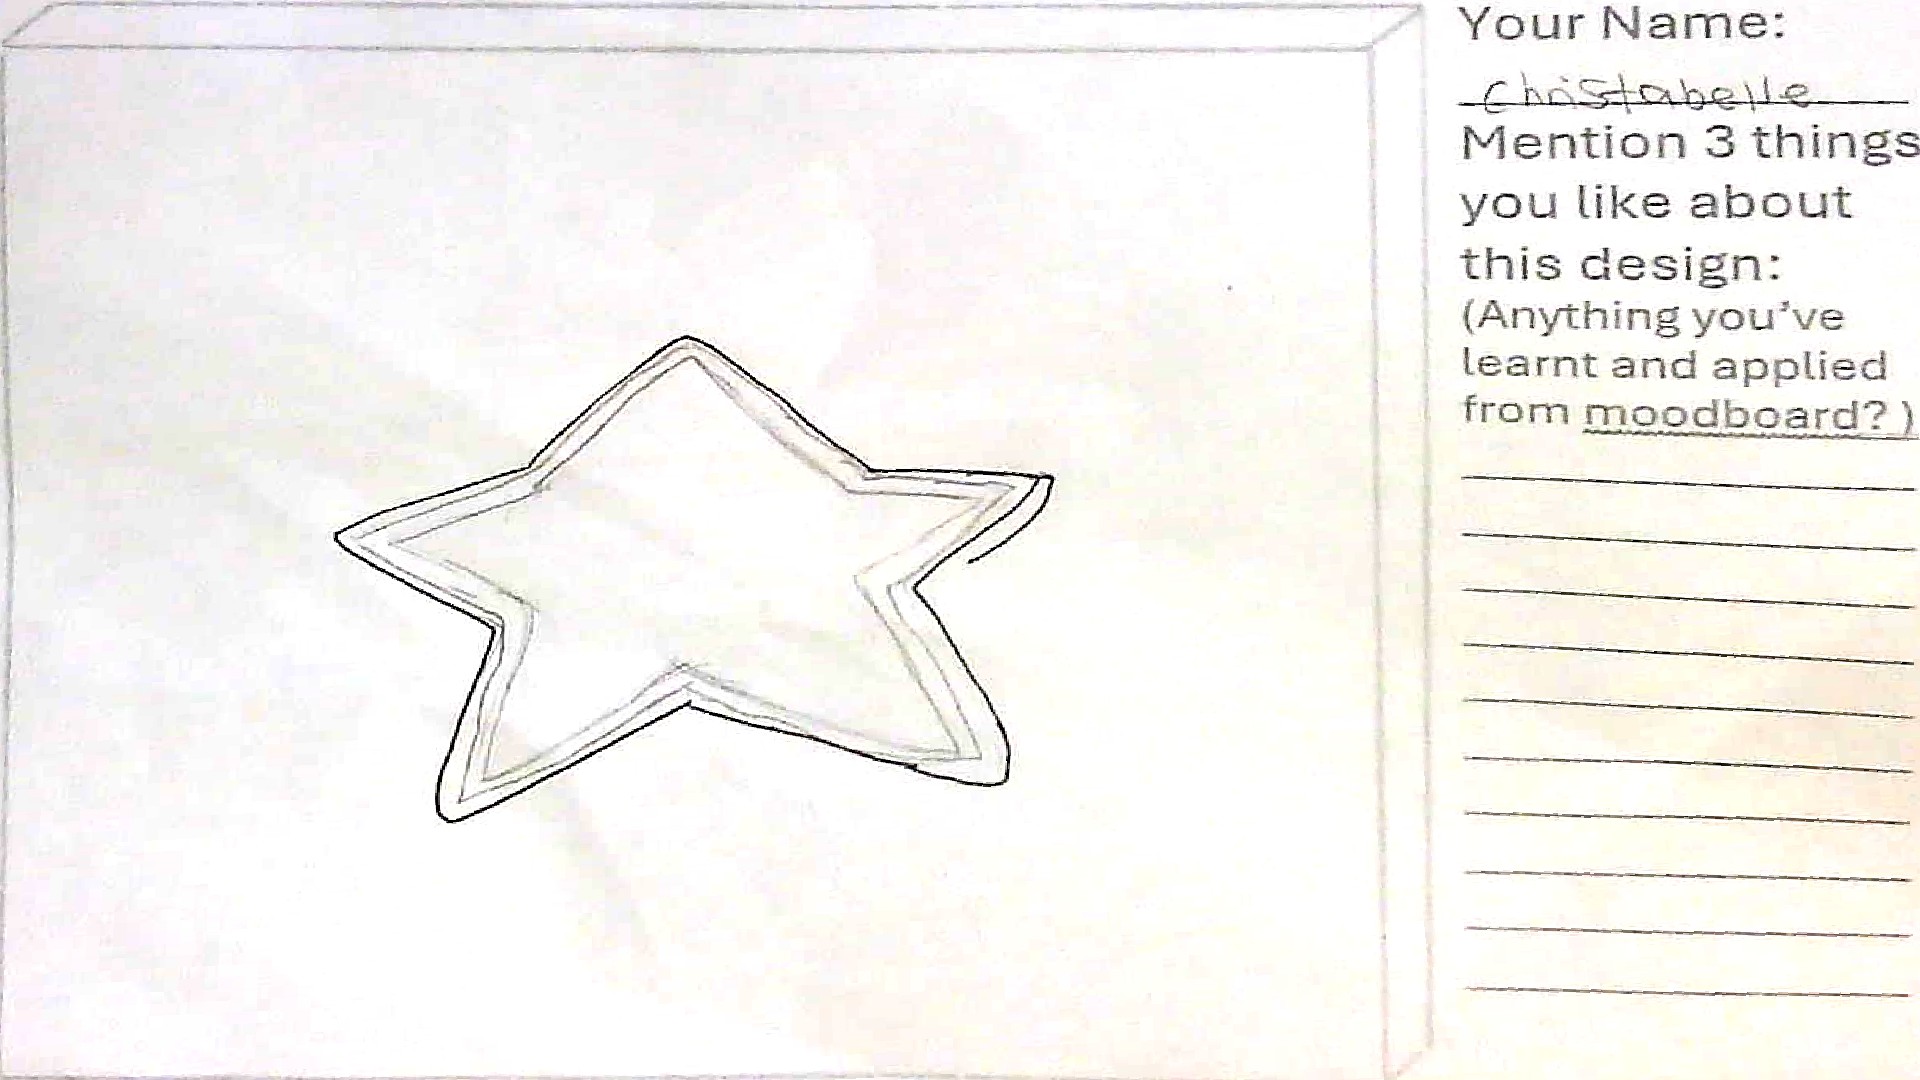 Your Name:
Christabelle
Mention 3 things
you like about
this design:
(Anything you've
learnt and applied
from moodboard? )